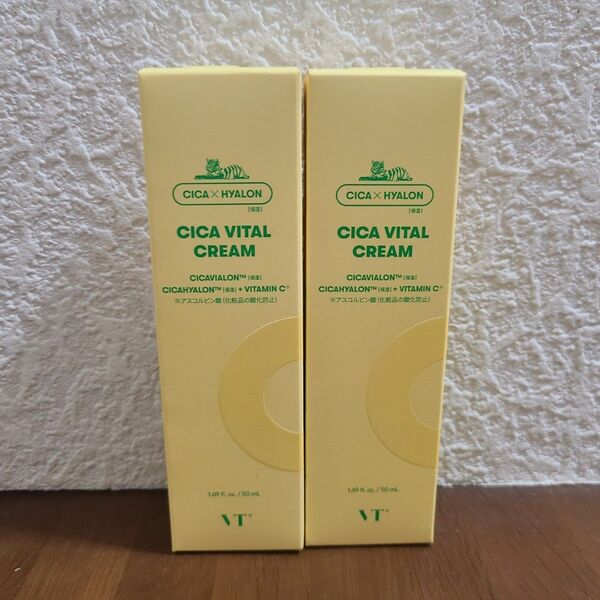 CICA×HYALON
[保湿]
CICA VITAL
CREAM
CICAVIALON™ [保湿]
CICAHYALON™ [保湿] + VITAMIN C※
※アスコルビン酸 (化粧品の酸化防止)
1.69 fl. oz. / 50 mL
VT®
CICA×HYALON
[保湿]
CICA VITAL
CREAM
CICAVIALON™ [保湿]
CICAHYALON™ [保湿] + VITAMIN C※
※アスコルビン酸 (化粧品の酸化防止)
1.69 fl. oz. / 50 mL
VT®